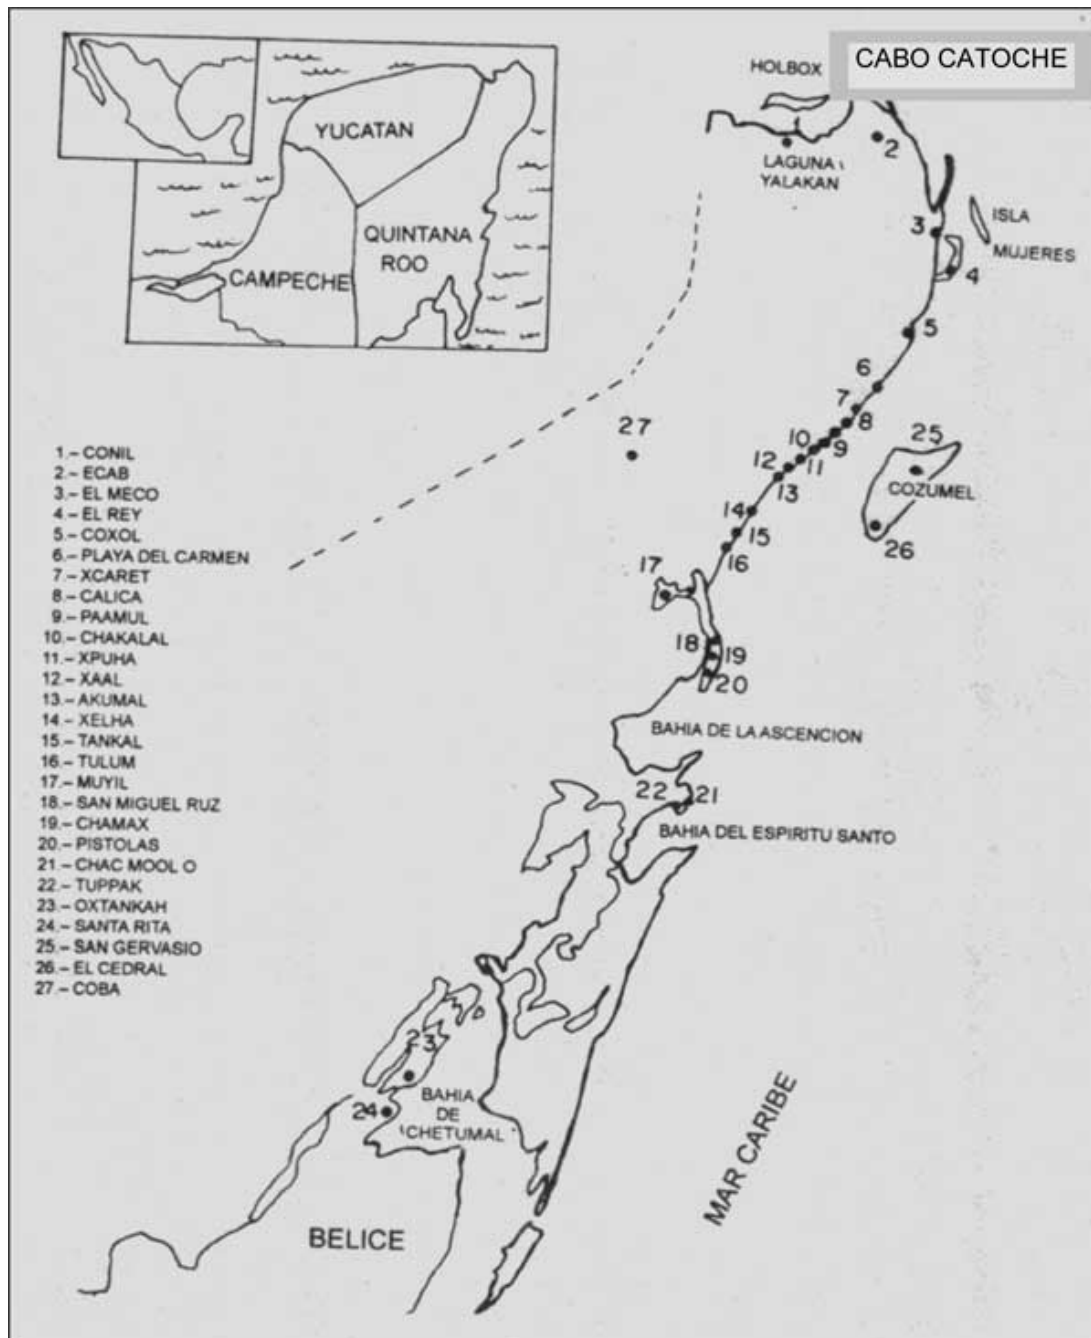 CABO CATOCHE
HOLBOX
YUCATAN
QUINTANA
ROO
CAMPECHE
2
LAGUNA
YALAKAN
ISLA
MUJERES
3
4
5
6
7
8
9
10
11
12
13
14
15
16
27
25
COZUMEL
26
17
18
19
20
BAHIA DE LA ASCENCION
22
21
BAHIA DEL ESPIRITU SANTO
1.– CONIL
2.– ECAB
3.– EL MECO
4.– EL REY
5.– COXOL
6.– PLAYA DEL CARMEN
7.– XCARET
8.– CALICA
9.– PAAMUL
10.– CHAKALAL
11.– XPUHA
12.– XAAL
13.– AKUMAL
14.– XELHA
15.– TANKAL
16.– TULUM
17.– MUYIL
18.– SAN MIGUEL RUZ
19.– CHAMAX
20.– PISTOLAS
21.– CHAC MOOL O
22.– TUPPAK
23.– OXTANKAH
24.– SANTA RITA
25.– SAN GERVASIO
26.– EL CEDRAL
27.– COBA
23
24
BAHIA
DE
CHETUMAL
BELICE
MAR CARIBE